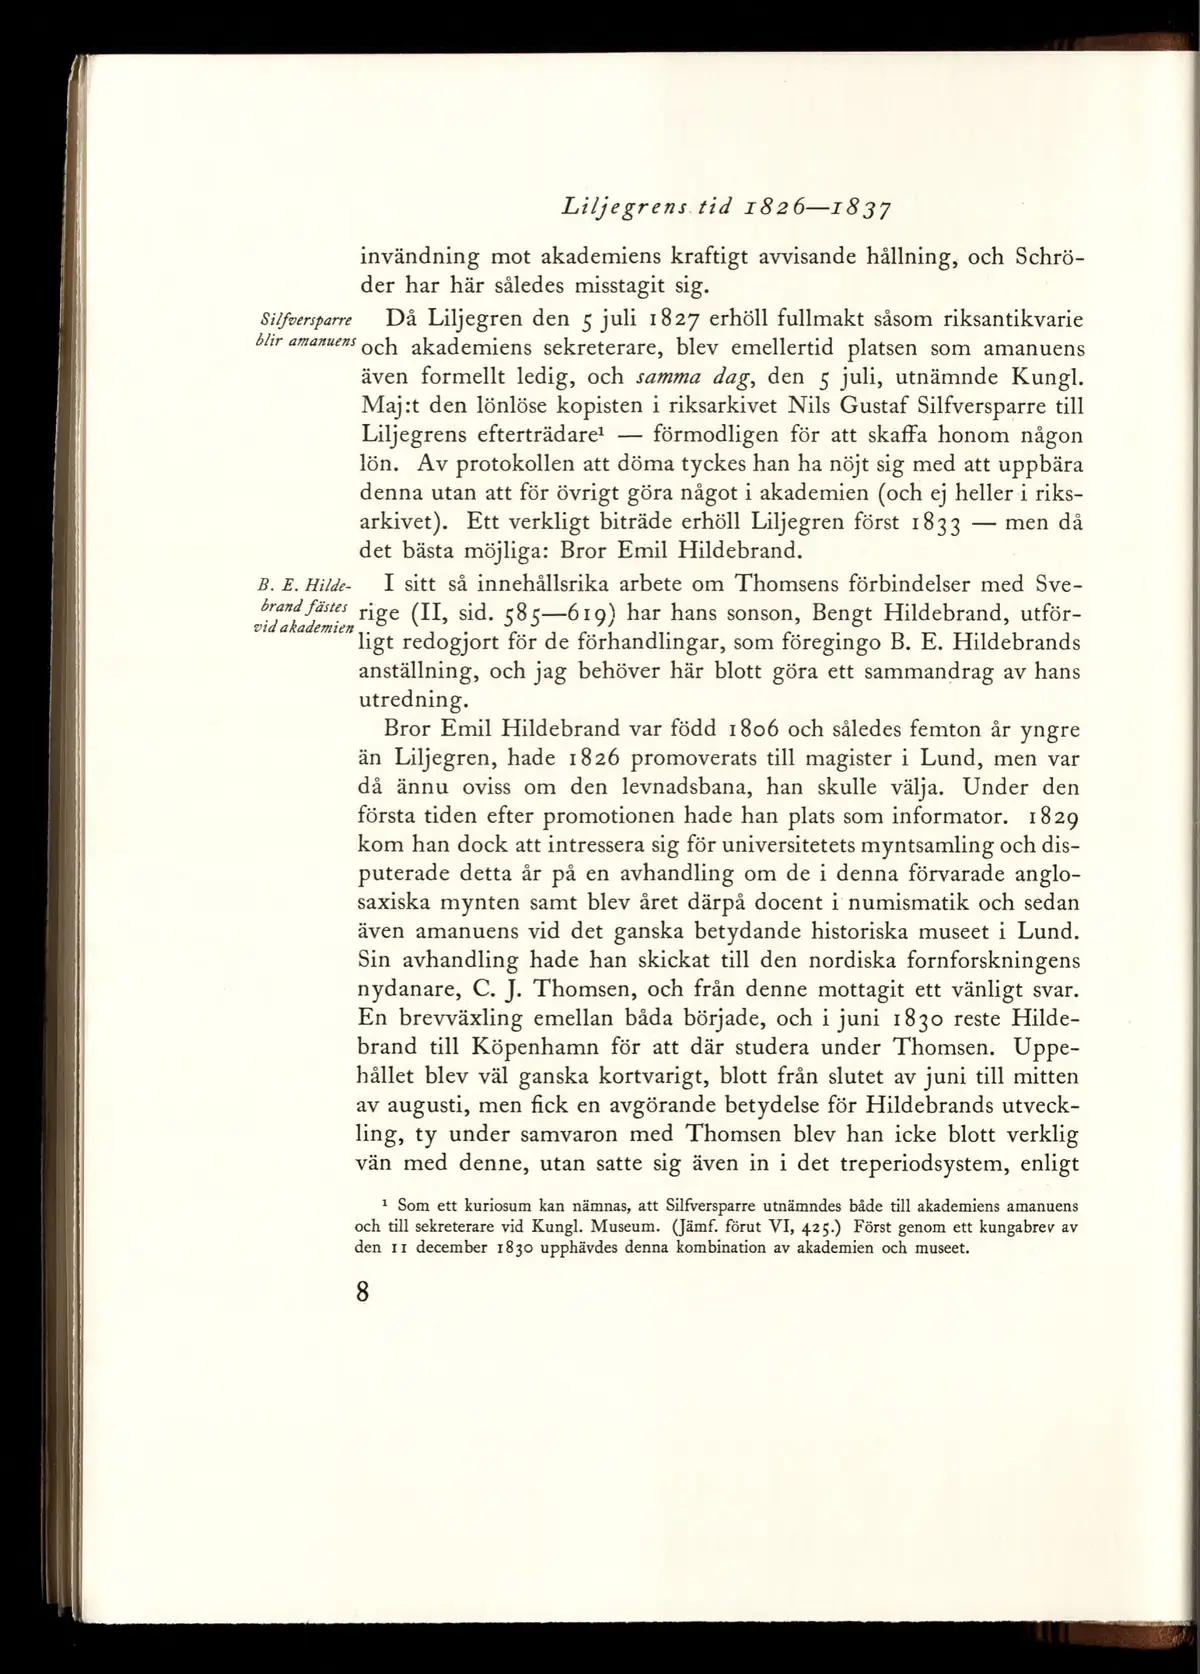 Liljegrens tid 1826—1837
invändning mot akademiens kraftigt avvisande hållning, och Schrö-
der har här således misstagit sig.
Silfversparre
blir amanuens
Då Liljegren den 5 juli 1827 erhöll fullmakt såsom riksantikvarie
och akademiens sekreterare, blev emellertid platsen som amanuens
även formellt ledig, och samma dag, den 5 juli, utnämnde Kungl.
Maj:t den lönlöse kopisten i riksarkivet Nils Gustaf Silfversparre till
Liljegrens efterträdare¹ — förmodligen för att skaffa honom någon
lön. Av protokollen att döma tyckes han ha nöjt sig med att uppbära
denna utan att för övrigt göra något i akademien (och ej heller i riks-
arkivet). Ett verkligt biträde erhöll Liljegren först 1833 — men då
det bästa möjliga: Bror Emil Hildebrand.
B. E. Hilde-
brand fästes
vid akademien
I sitt så innehållsrika arbete om Thomsens förbindelser med Sve-
rige (II, sid. 585—619) har hans sonson, Bengt Hildebrand, utför-
ligt redogjort för de förhandlingar, som föregingo B. E. Hildebrands
anställning, och jag behöver här blott göra ett sammandrag av hans
utredning.
Bror Emil Hildebrand var född 1806 och således femton år yngre
än Liljegren, hade 1826 promoverats till magister i Lund, men var
då ännu oviss om den levnadsbana, han skulle välja. Under den
första tiden efter promotionen hade han plats som informator. 1829
kom han dock att intressera sig för universitetets myntsamling och dis-
puterade detta år på en avhandling om de i denna förvarade anglo-
saxiska mynten samt blev året därpå docent i numismatik och sedan
även amanuens vid det ganska betydande historiska museet i Lund.
Sin avhandling hade han skickat till den nordiska fornforskningens
nydanare, C. J. Thomsen, och från denne mottagit ett vänligt svar.
En brevväxling emellan båda började, och i juni 1830 reste Hilde-
brand till Köpenhamn för att där studera under Thomsen. Uppe-
hållet blev väl ganska kortvarigt, blott från slutet av juni till mitten
av augusti, men fick en avgörande betydelse för Hildebrands utveck-
ling, ty under samvaron med Thomsen blev han icke blott verklig
vän med denne, utan satte sig även in i det treperiodsystem, enligt
¹ Som ett kuriosum kan nämnas, att Silfversparre utnämndes både till akademiens amanuens
och till sekreterare vid Kungl. Museum. (Jämf. förut VI, 425.) Först genom ett kungabrev av
den 11 december 1830 upphävdes denna kombination av akademien och museet.
8